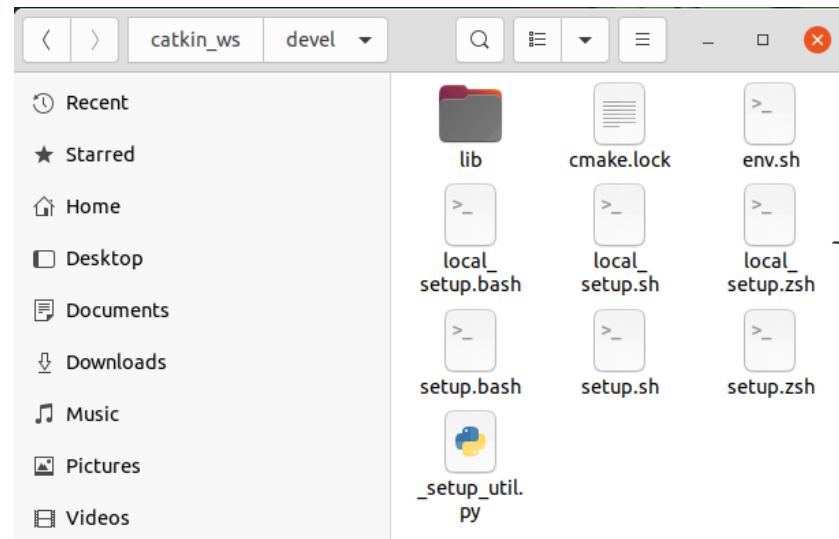 catkin_ws devel
Recent
Starred
Home
Desktop
Documents
Downloads
Music
Pictures
Videos
lib
cmake.lock
env.sh
local_
setup.bash
local_
setup.sh
local_
setup.zsh
setup.bash
setup.sh
setup.zsh
_setup_util.
py